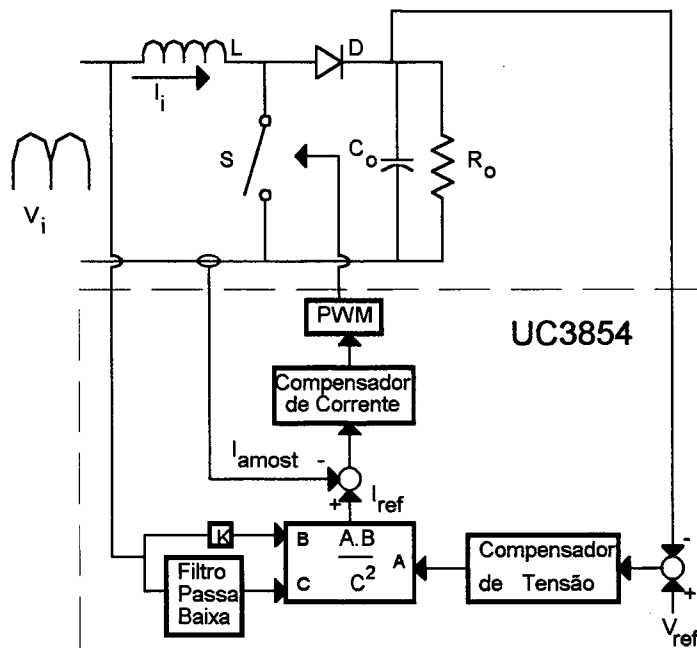 L
D
I i
S
C o
R o
V i
PWM
UC3854
Compensador
de Corrente
I amost
-
+
I ref
K
B
A.B
C 2
A
C
Filtro
Passa
Baixa
Compensador
de Tensão
-
+
V ref